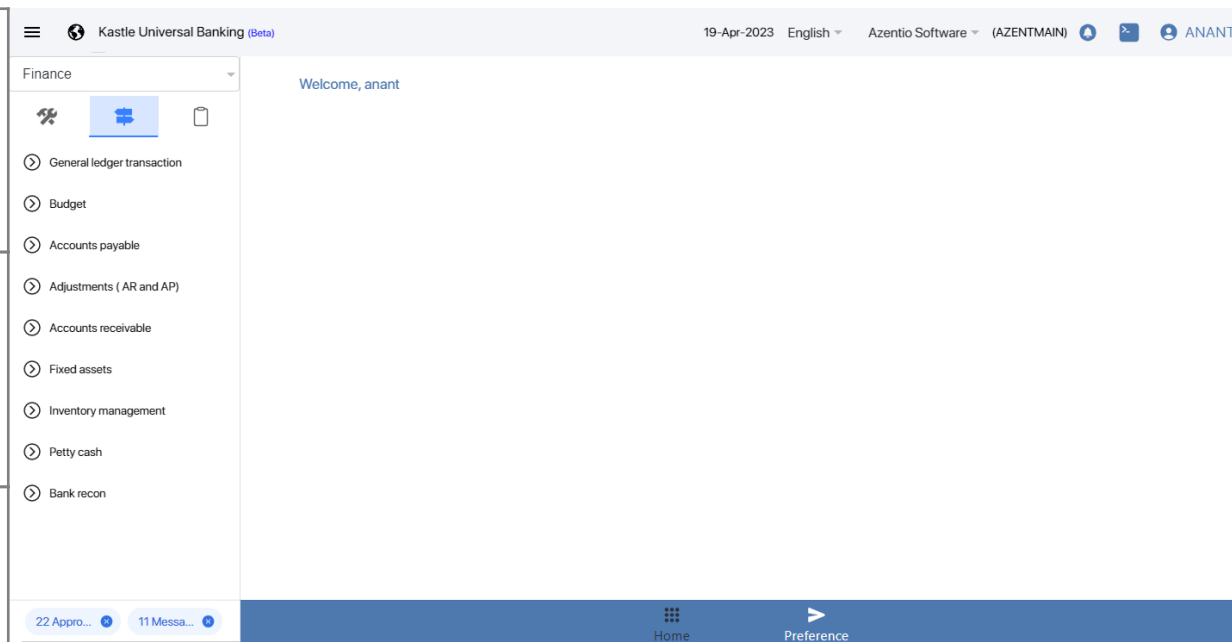 Kastle Universal Banking (Beta)
19-Apr-2023 English Azentio Software (AZENTMAIN) ANANT
Finance
Welcome, anant
General ledger transaction
Budget
Accounts payable
Adjustments ( AR and AP)
Accounts receivable
Fixed assets
Inventory management
Petty cash
Bank recon
22 Appro... 11 Messa...
Home Preference